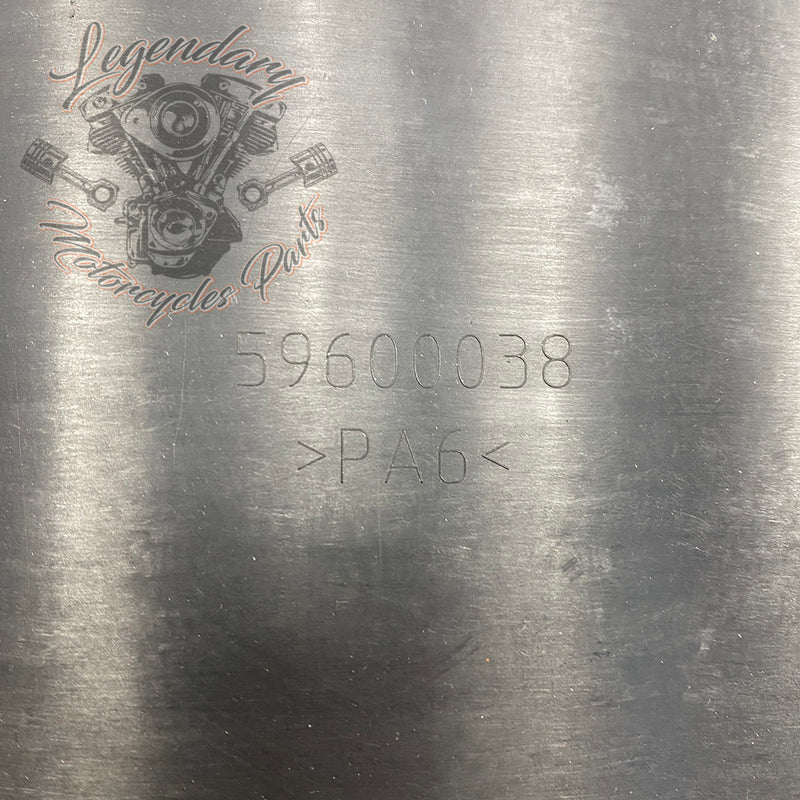 Legendary
Motorcycles Parts
59600038
>PA6<